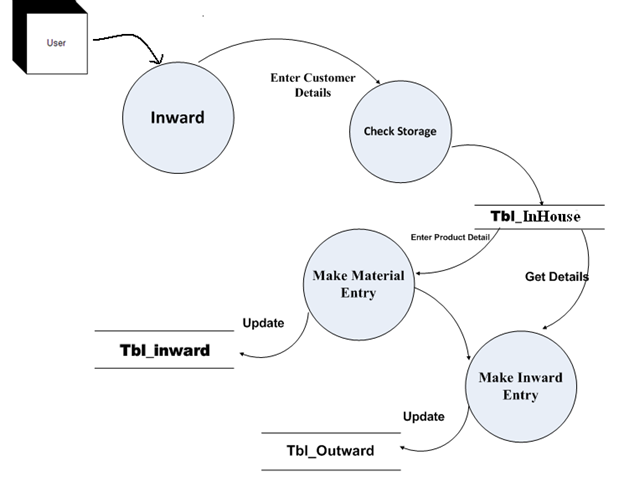 User
Inward
Enter Customer
Details
Check Storage
Tbl_InHouse
Enter Product Detail
Get Details
Make Material
Entry
Update
Tbl_inward
Make Inward
Entry
Update
Tbl_Outward